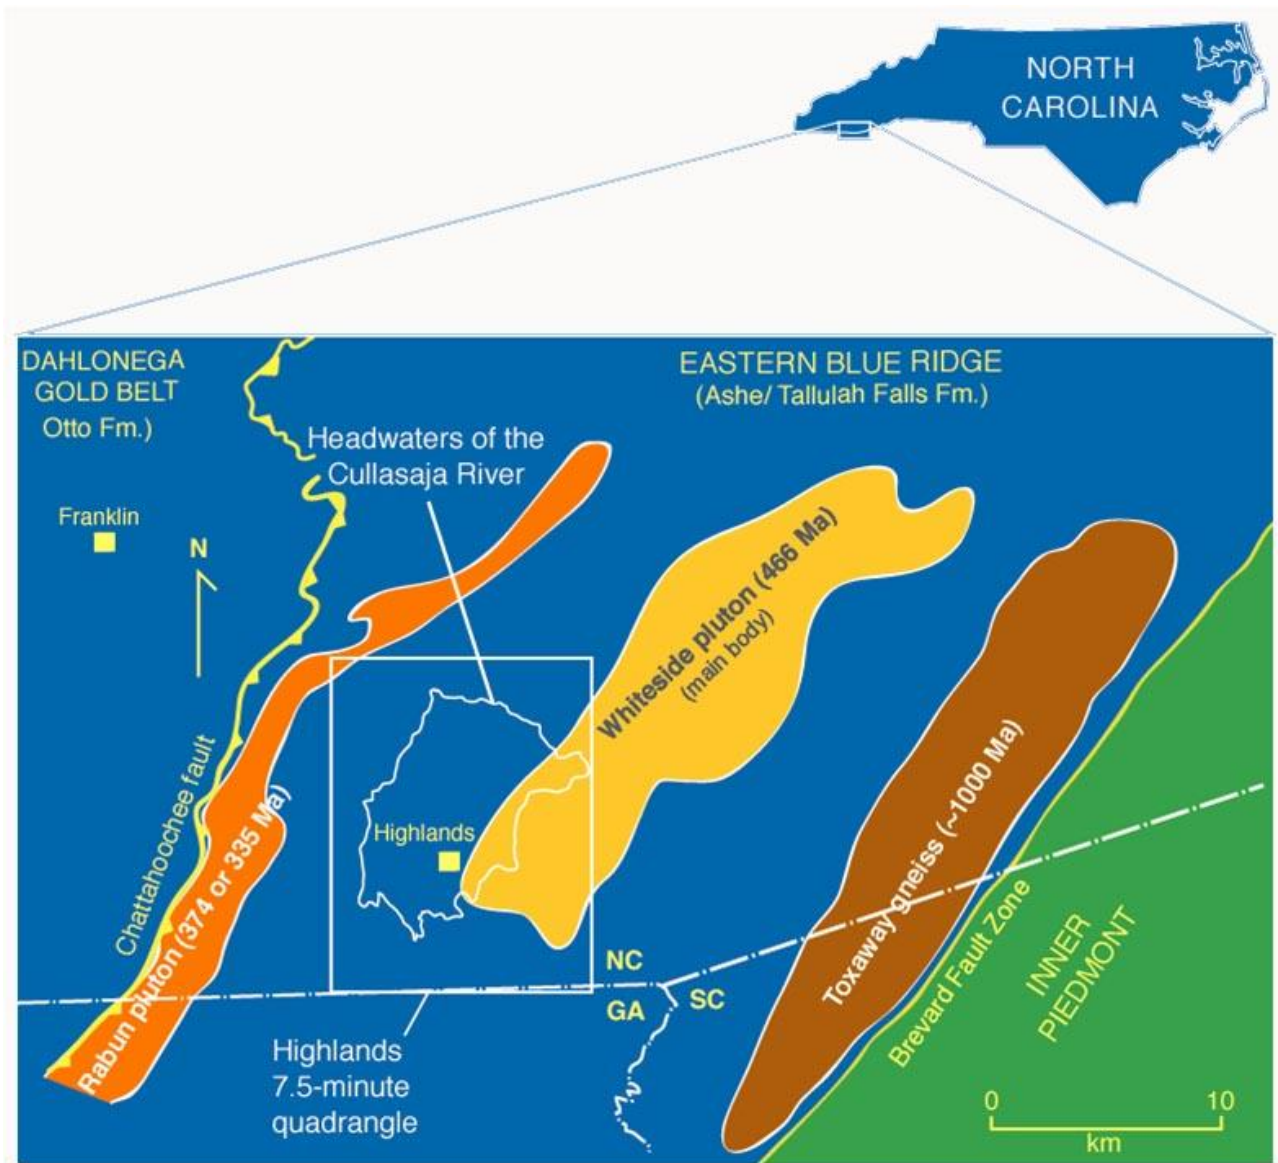 NORTH
CAROLINA
DAHLONEGA
GOLD BELT
Otto Fm.)
EASTERN BLUE RIDGE
(Ashe/ Tallulah Falls Fm.)
Headwaters of the
Cullasaja River
Franklin
N
Whiteside pluton (466 Ma)
(main body)
Chattahoochee fault
Highlands
Rabun pluton (374 or 335 Ma)
Toxaway gneiss (~1000 Ma)
Brevard Fault Zone
INNER
PIEDMONT
NC
GA
SC
Highlands
7.5-minute
quadrangle
0 10
km